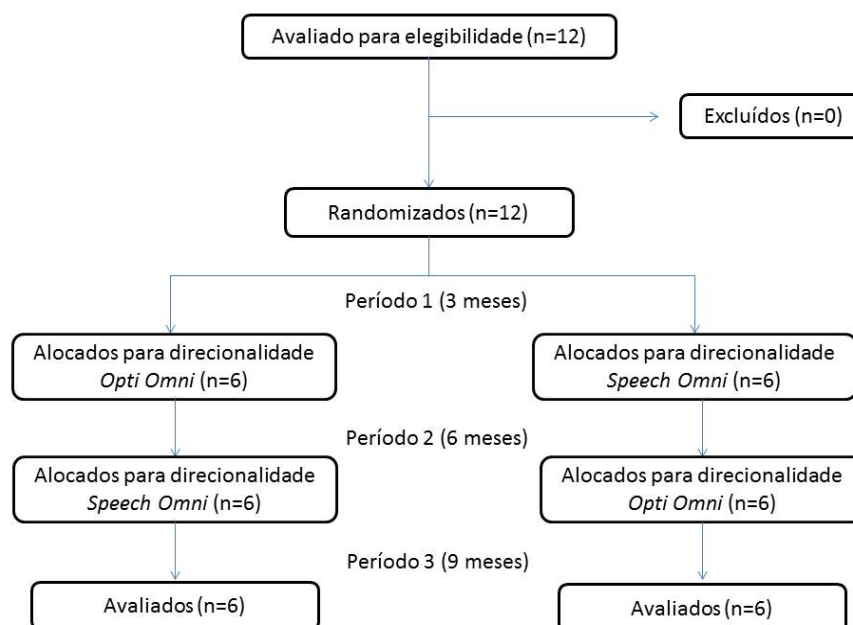 Avaliado para elegibilidade (n=12)
Excluídos (n=0)
Randomizados (n=12)
Período 1 (3 meses)
Alocados para direcionalidade
Opti Omni (n=6)
Alocados para direcionalidade
Speech Omni (n=6)
Período 2 (6 meses)
Alocados para direcionalidade
Speech Omni (n=6)
Alocados para direcionalidade
Opti Omni (n=6)
Período 3 (9 meses)
Avaliados (n=6)
Avaliados (n=6)